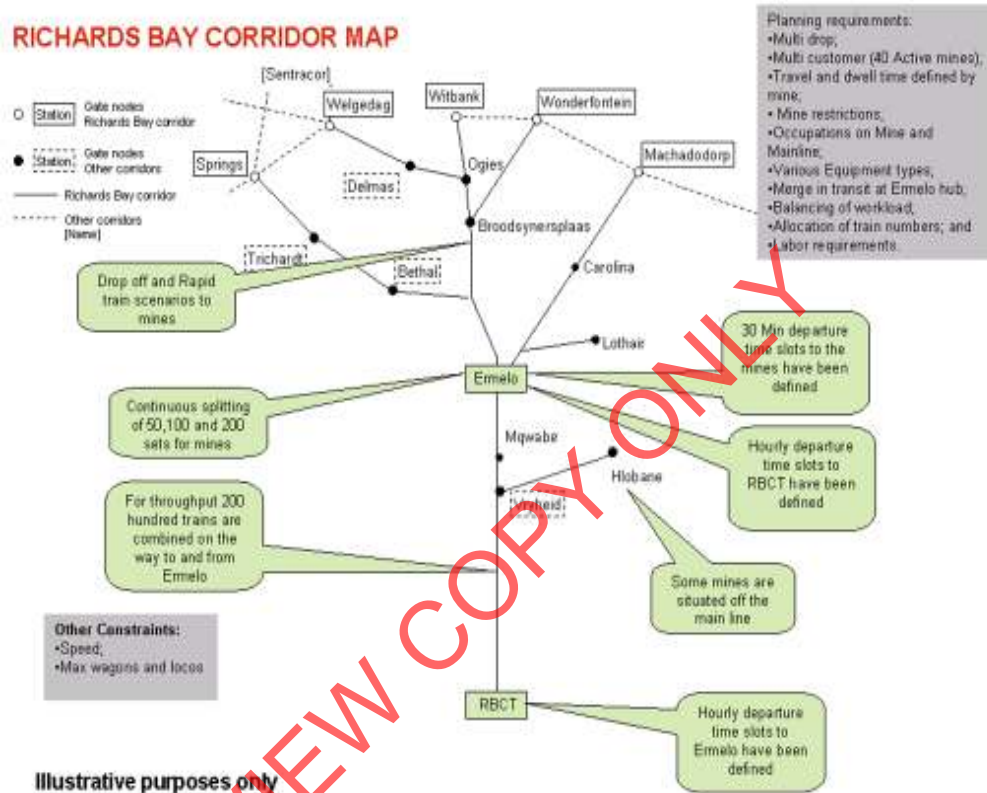 RICHARDS BAY CORRIDOR MAP
Planning requirements:
•Multi drop;
•Multi customer (40 Active mines);
•Travel and dwell time defined by
mine;
• Mine restrictions,
•Occupations on Mine and
Mainline;
•Various Equipment types;
•Merge in transit at Ermelo hub,
•Balancing of workload;
•Allocation of train numbers; and
•Labor requirements.
[Sentracor]
Welgedag
Witbank
Wonderfontein
Station
Gate nodes
Richards Bay corridor
Station
Gate nodes
Other corridors
Richards Bay corridor
Other corridors
[Name]
Springs
Delmas
Ogies
Machadodorp
Broodsynersplaas
Trichardt
Bethal
Carolina
Drop off and Rapid
train scenarios to
mines
Lothair
30 Min departure
time slots to the
mines have been
defined
Ermelo
Continuous splitting
of 50,100 and 200
sets for mines
Mqwabe
Hlobane
Hourly departure
time slots to
RBCT have been
defined
Vryheid
For throughput 200
hundred trains are
combined on the
way to and from
Ermelo
Some mines are
situated off the
main line
Other Constraints:
•Speed;
•Max wagons and locos
RBCT
Hourly departure
time slots to
Ermelo have been
defined
Illustrative purposes only
VIEW COPY ONLY